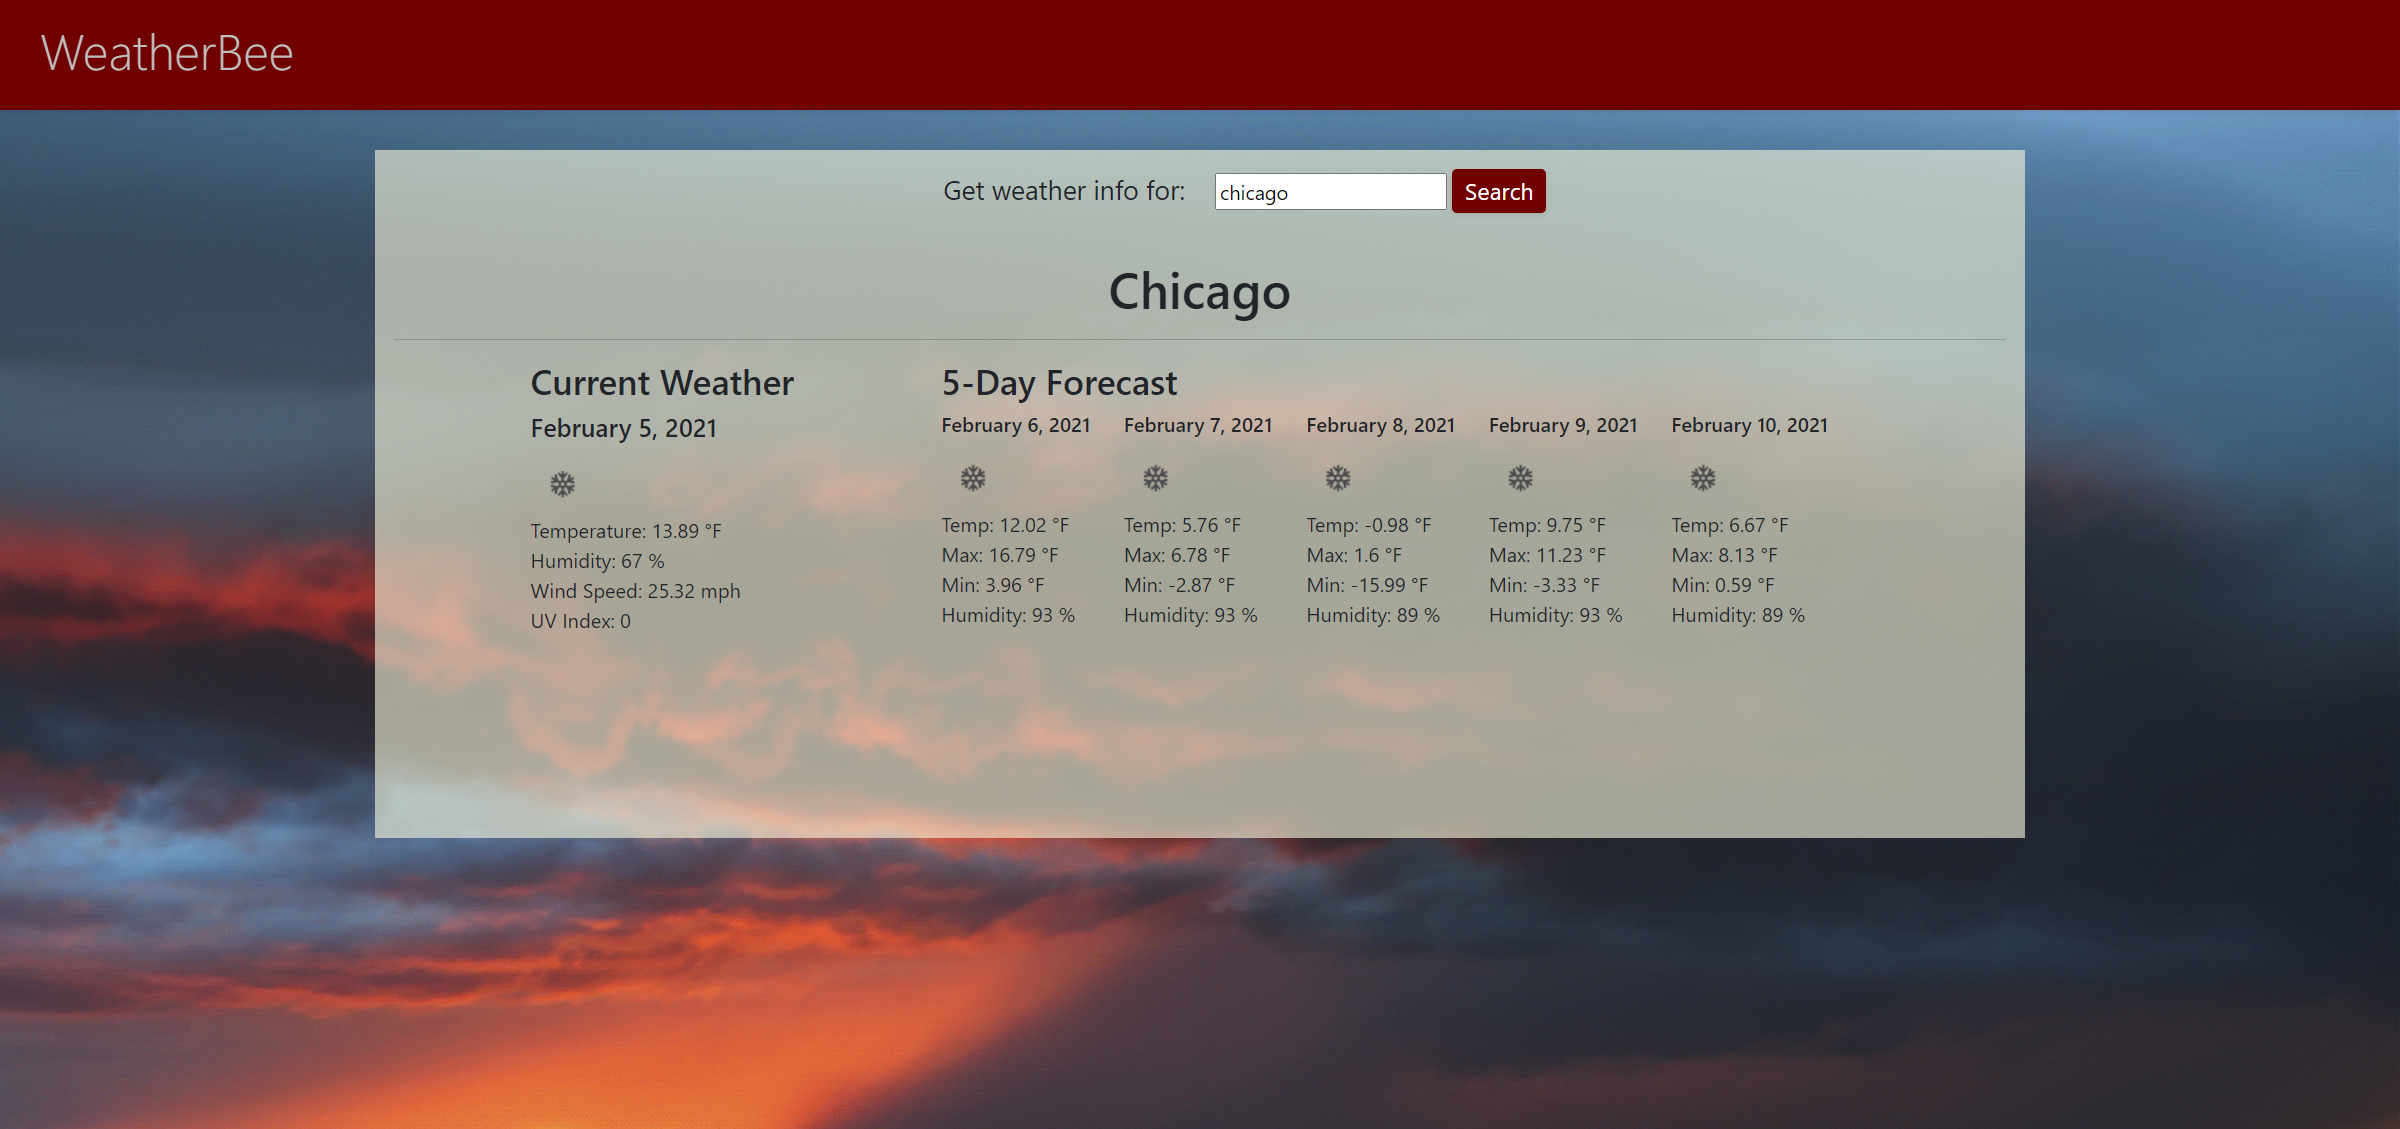 WeatherBee
Get weather info for: chicago Search
Chicago
Current Weather
February 5, 2021
Temperature: 13.89 °F
Humidity: 67 %
Wind Speed: 25.32 mph
UV Index: 0
5-Day Forecast
February 6, 2021
Temp: 12.02 °F
Max: 16.79 °F
Min: 3.96 °F
Humidity: 93 %
February 7, 2021
Temp: 5.76 °F
Max: 6.78 °F
Min: -2.87 °F
Humidity: 93 %
February 8, 2021
Temp: -0.98 °F
Max: 1.6 °F
Min: -15.99 °F
Humidity: 89 %
February 9, 2021
Temp: 9.75 °F
Max: 11.23 °F
Min: -3.33 °F
Humidity: 93 %
February 10, 2021
Temp: 6.67 °F
Max: 8.13 °F
Min: 0.59 °F
Humidity: 89 %